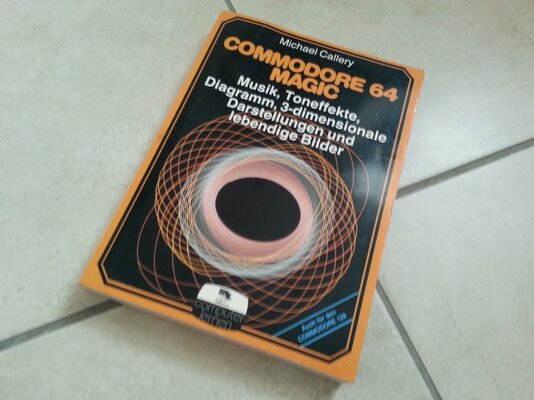 Michael Callery
COMMODORE 64
MAGIC
Musik, Toneffekte,
Diagramm, 3-dimensionale
Darstellungen und
lebendige Bilder
computer
lernen
Auch für den
COMMODORE 128